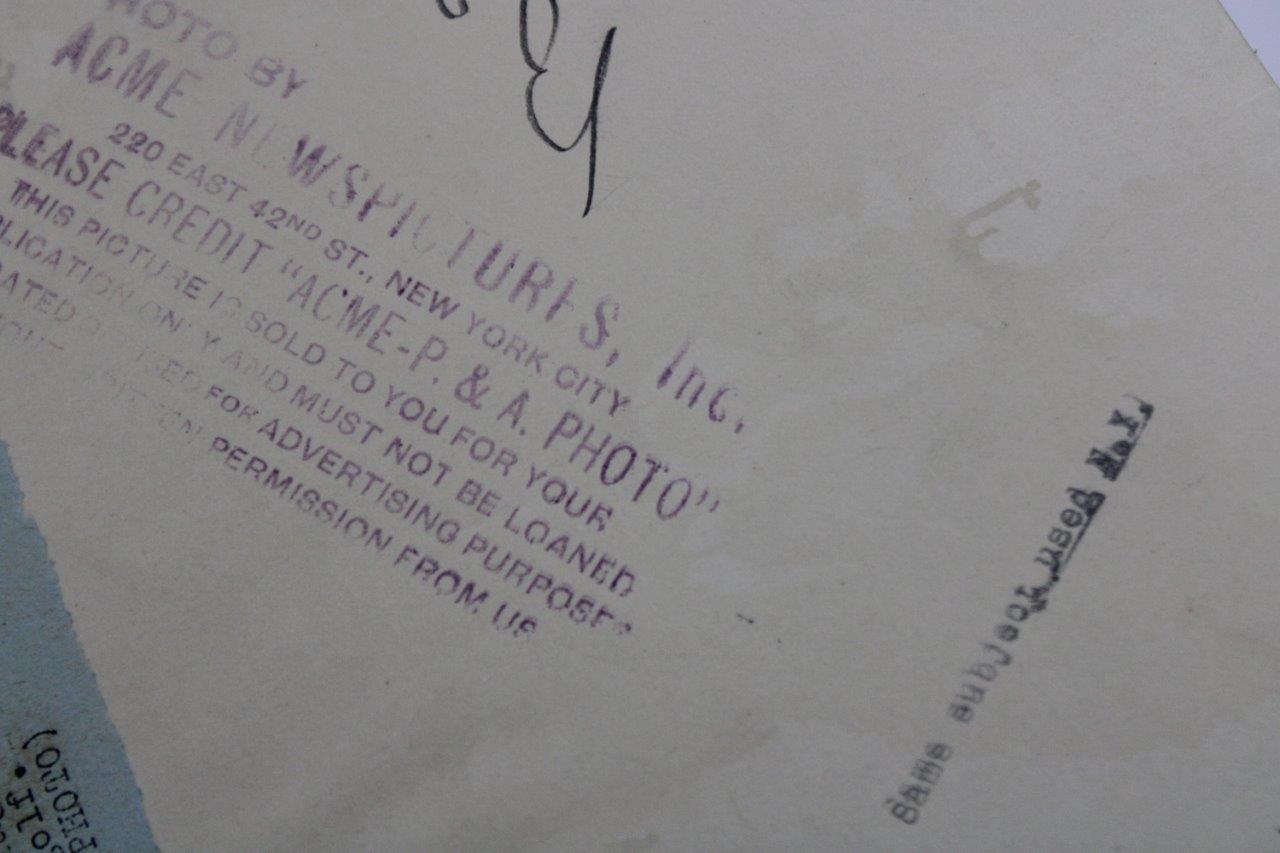 PHOTO BY
ACME NEWSPICTURES, Inc.
220 EAST 42ND ST., NEW YORK CITY
PLEASE CREDIT "ACME-P. & A. PHOTO"
THIS PICTURE IS SOLD TO YOU FOR YOUR
PUBLICATION ONLY AND MUST NOT BE LOANED
USED FOR ADVERTISING PURPOSES
PERMISSION FROM US
Same subject used N.Y.
PHOTO)